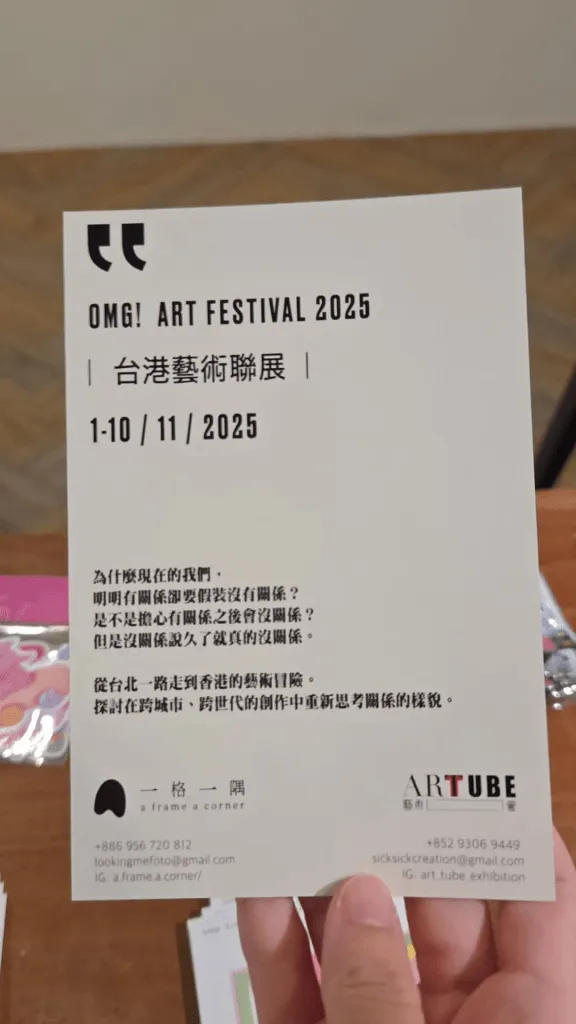 OMG! ART FESTIVAL 2025
| 台港藝術聯展 |
1-10 / 11 / 2025
為什麼現在的我們，
明明有關係卻要假裝沒有關係？
是不是擔心有關係之後會沒關係？
但是沒關係說久了就真的沒關係。
從台北一路走到香港的藝術冒險。
探討在跨城市、跨世代的創作中重新思考關係的樣貌。
一格一隅
a frame a corner
+886 956 720 812
lookingmefoto@gmail.com
IG: a.frame.a.corner/
ARTUBE
藝術 管
+852 9306 9449
sicksickcreation@gmail.com
IG: art.tube.exhibition